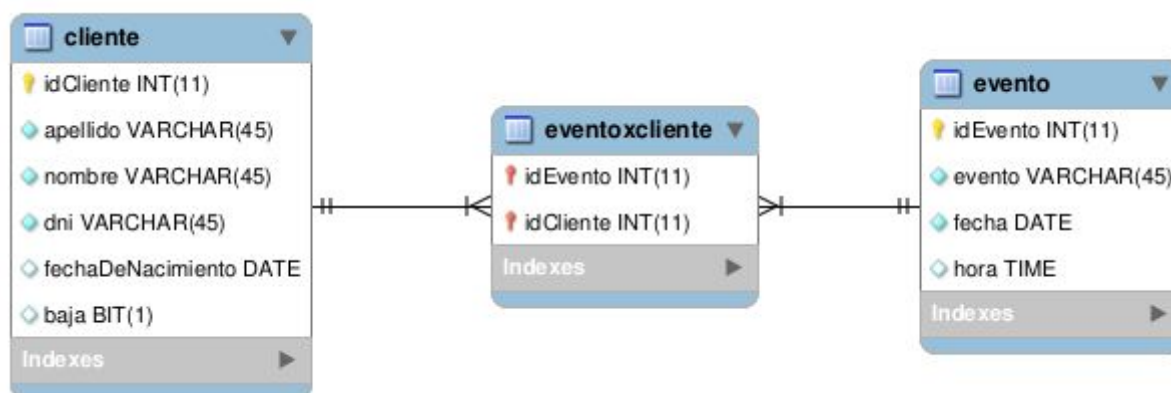 cliente
idCliente INT(11)
apellido VARCHAR(45)
nombre VARCHAR(45)
dni VARCHAR(45)
fechaDeNacimiento DATE
baja BIT(1)
Indexes
eventoxcliente
idEvento INT(11)
idCliente INT(11)
Indexes
evento
idEvento INT(11)
evento VARCHAR(45)
fecha DATE
hora TIME
Indexes